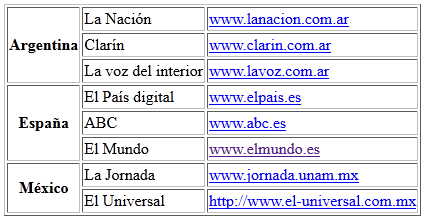 Argentina
La Nación www.lanacion.com.ar
Clarín www.clarin.com.ar
La voz del interior www.lavoz.com.ar
España
El País digital www.elpais.es
ABC www.abc.es
El Mundo www.elmundo.es
México
La Jornada www.jornada.unam.mx
El Universal http://www.el-universal.com.mx